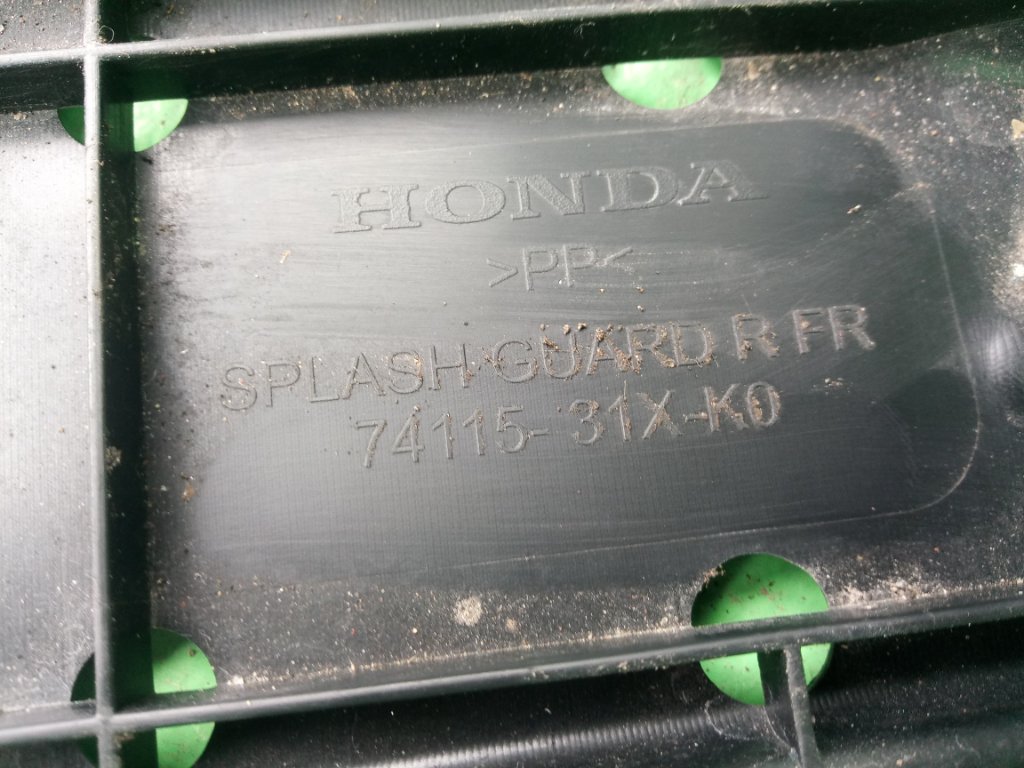 HONDA
>PP<
SPLASH GUARD R FR
74115-31X-K0